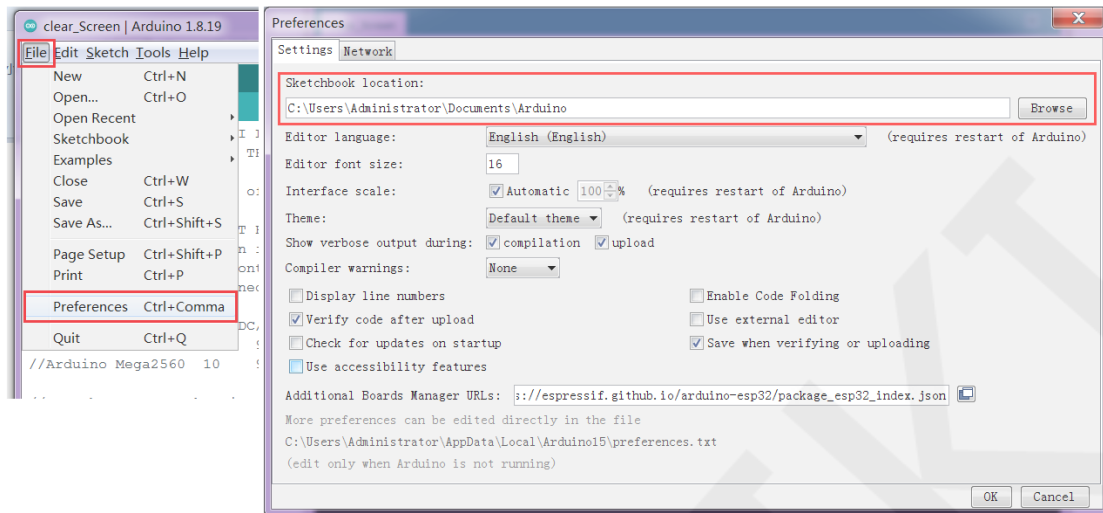 clear_Screen | Arduino 1.8.19
File Edit Sketch Tools Help
New Ctrl+N
Open... Ctrl+O
Open Recent
Sketchbook
Examples
Close Ctrl+W
Save Ctrl+S
Save As... Ctrl+Shift+S
Page Setup Ctrl+Shift+P
Print Ctrl+P
Preferences Ctrl+Comma
Quit Ctrl+Q
//Arduino Mega2560 10
Preferences
Settings Network
Sketchbook location:
C:\Users\Administrator\Documents\Arduino Browse
Editor language: English (English) (requires restart of Arduino)
Editor font size: 16
Interface scale: Automatic 100 % (requires restart of Arduino)
Theme: Default theme (requires restart of Arduino)
Show verbose output during: compilation upload
Compiler warnings: None
Display line numbers Enable Code Folding
Verify code after upload Use external editor
Check for updates on startup Save when verifying or uploading
Use accessibility features
Additional Boards Manager URLs: s://espressif.github.io/arduino-esp32/package_esp32_index.json
More preferences can be edited directly in the file
C:\Users\Administrator\AppData\Local\Arduino15\preferences.txt
(edit only when Arduino is not running)
OK Cancel